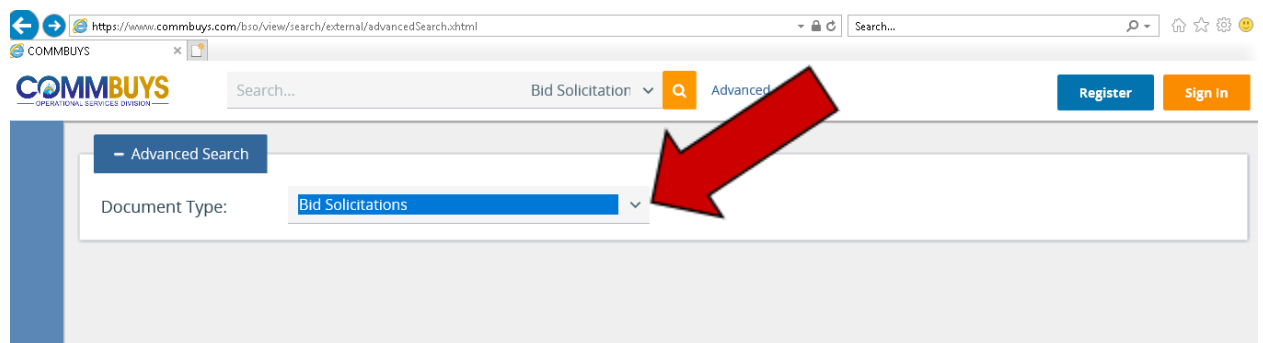 https://www.commbuys.com/bso/view/search/external/advancedSearch.xhtml
Search...
COMMBUYS
COMMBUYS
OPERATIONAL SERVICES DIVISION
Search...
Bid Solicitation
Advanced
Register
Sign In
– Advanced Search
Document Type:
Bid Solicitations